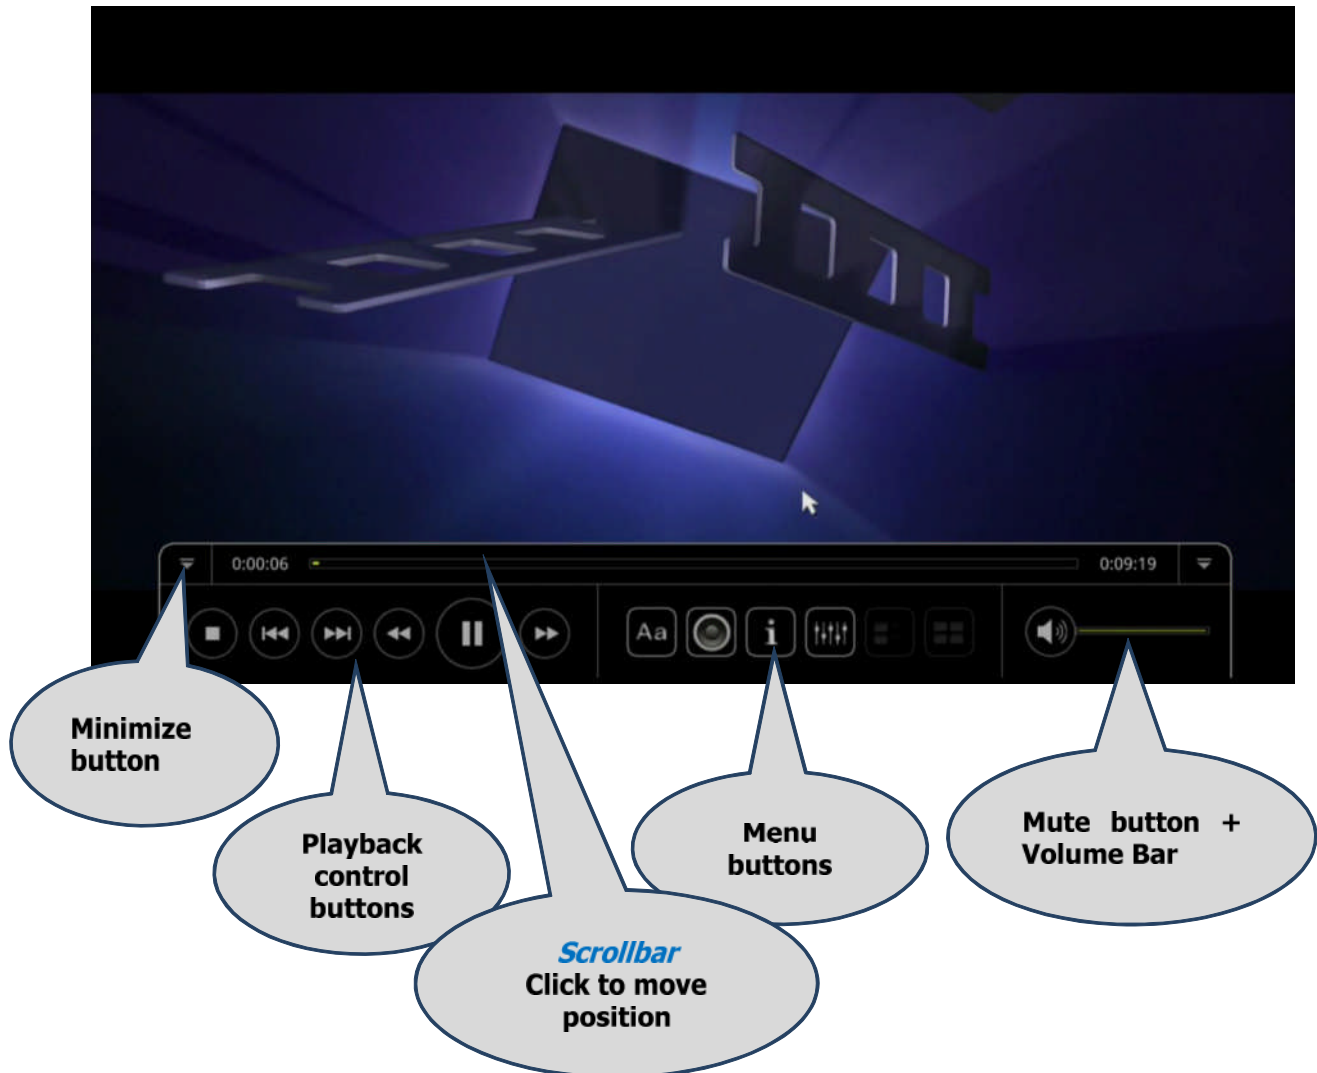 0:00:06
0:09:19
Aa
i
Minimize
button
Playback
control
buttons
Scrollbar
Click to move
position
Menu
buttons
Mute button +
Volume Bar